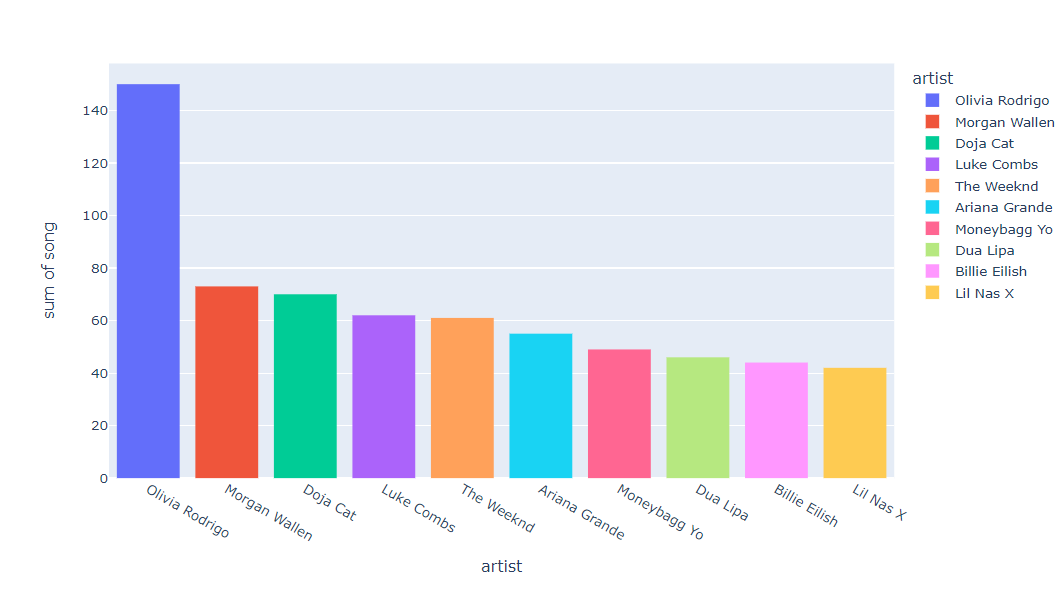 sum of song
140
120
100
80
60
40
20
0
Olivia Rodrigo
Morgan Wallen
Doja Cat
Luke Combs
The Weeknd
Ariana Grande
Moneybagg Yo
Dua Lipa
Billie Eilish
Lil Nas X
artist
artist
Olivia Rodrigo
Morgan Wallen
Doja Cat
Luke Combs
The Weeknd
Ariana Grande
Moneybagg Yo
Dua Lipa
Billie Eilish
Lil Nas X